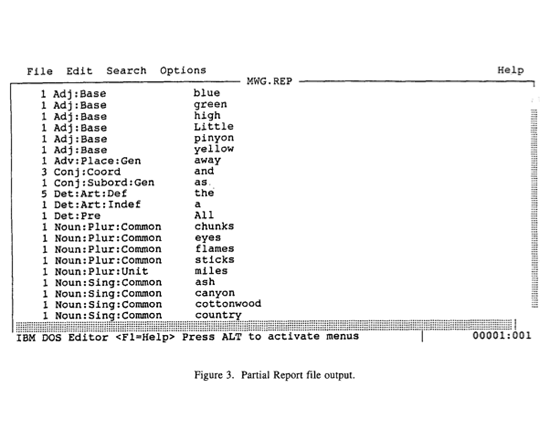 File Edit Search Options Help
MWG.REP
1 Adj:Base blue
1 Adj:Base green
1 Adj:Base high
1 Adj:Base Little
1 Adj:Base pinyon
1 Adj:Base yellow
1 Adv:Place:Gen away
3 Conj:Coord and
1 Conj:Subord:Gen as
5 Det:Art:Def the
1 Det:Art:Indef a
1 Det:Pre All
1 Noun:Plur:Common chunks
1 Noun:Plur:Common eyes
1 Noun:Plur:Common flames
1 Noun:Plur:Common sticks
1 Noun:Plur:Unit miles
1 Noun:Sing:Common ash
1 Noun:Sing:Common canyon
1 Noun:Sing:Common cottonwood
1 Noun:Sing:Common country
IBM DOS Editor <F1=Help> Press ALT to activate menus 00001:001
Figure 3. Partial Report file output.